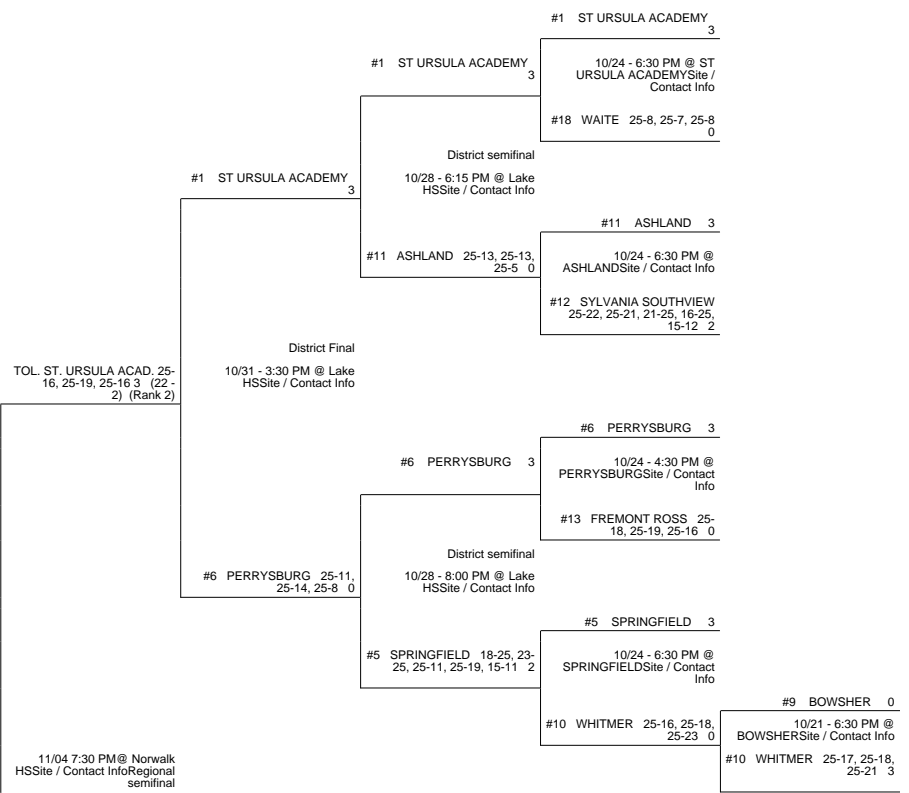 #1 ST URSULA ACADEMY
3
10/24 - 6:30 PM @ ST
URSULA ACADEMYSite /
Contact Info
#18 WAITE 25-8, 25-7, 25-8
0
#1 ST URSULA ACADEMY
3
District semifinal
10/28 - 6:15 PM @ Lake
HSSite / Contact Info
#11 ASHLAND 3
10/24 - 6:30 PM @
ASHLANDSite / Contact Info
#12 SYLVANIA SOUTHVIEW
25-22, 25-21, 21-25, 16-25,
15-12 2
#11 ASHLAND 25-13, 25-13,
25-5 0
#1 ST URSULA ACADEMY
3
District Final
10/31 - 3:30 PM @ Lake
HSSite / Contact Info
TOL. ST. URSULA ACAD. 25-
16, 25-19, 25-16 3 (22 -
2) (Rank 2)
#6 PERRYSBURG 3
10/24 - 4:30 PM @
PERRYSBURGSite / Contact
Info
#13 FREMONT ROSS 25-
18, 25-19, 25-16 0
#6 PERRYSBURG 3
District semifinal
10/28 - 8:00 PM @ Lake
HSSite / Contact Info
#6 PERRYSBURG 25-11,
25-14, 25-8 0
#5 SPRINGFIELD 3
10/24 - 6:30 PM @
SPRINGFIELDSite / Contact
Info
#5 SPRINGFIELD 18-25, 23-
25, 25-11, 25-19, 15-11 2
#10 WHITMER 25-16, 25-18,
25-23 0
#9 BOWSHER 0
10/21 - 6:30 PM @
BOWSHERSite / Contact Info
#10 WHITMER 25-17, 25-18,
25-21 3
11/04 7:30 PM@ Norwalk
HSSite / Contact InfoRegional
semifinal